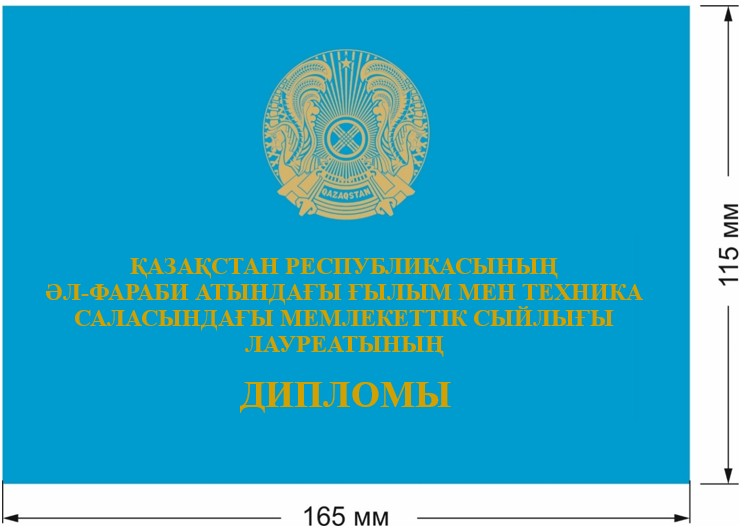 QAZAQSTAN
ҚАЗАҚСТАН РЕСПУБЛИКАСЫНЫҢ
ӘЛ-ФАРАБИ АТЫНДАҒЫ ҒЫЛЫМ МЕН ТЕХНИКА
САЛАСЫНДАҒЫ МЕМЛЕКЕТТІК СЫЙЛЫҒЫ
ЛАУРЕАТЫНЫҢ
ДИПЛОМЫ
115 мм
165 мм